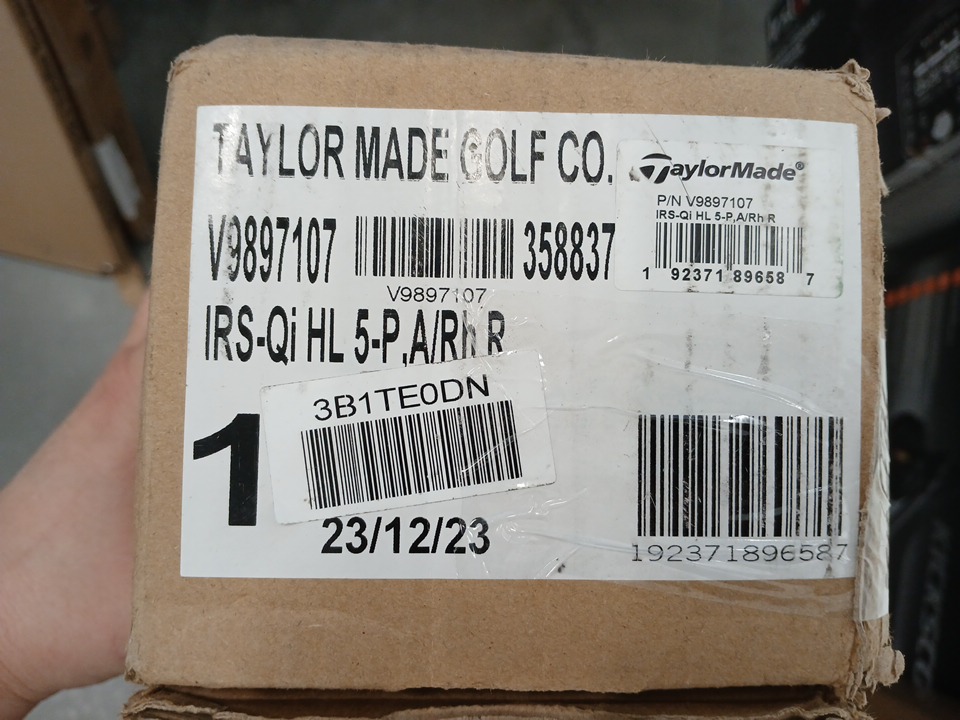 TAYLOR MADE GOLF CO.
V9897107
358837
V9897107
IRS-Qi HL 5-P,A/Rh R
TaylorMade®
P/N V9897107
IRS-Qi HL 5-P,A/Rh R
1 92371 89658 7
1
3B1TE0DN
23/12/23
192371896587